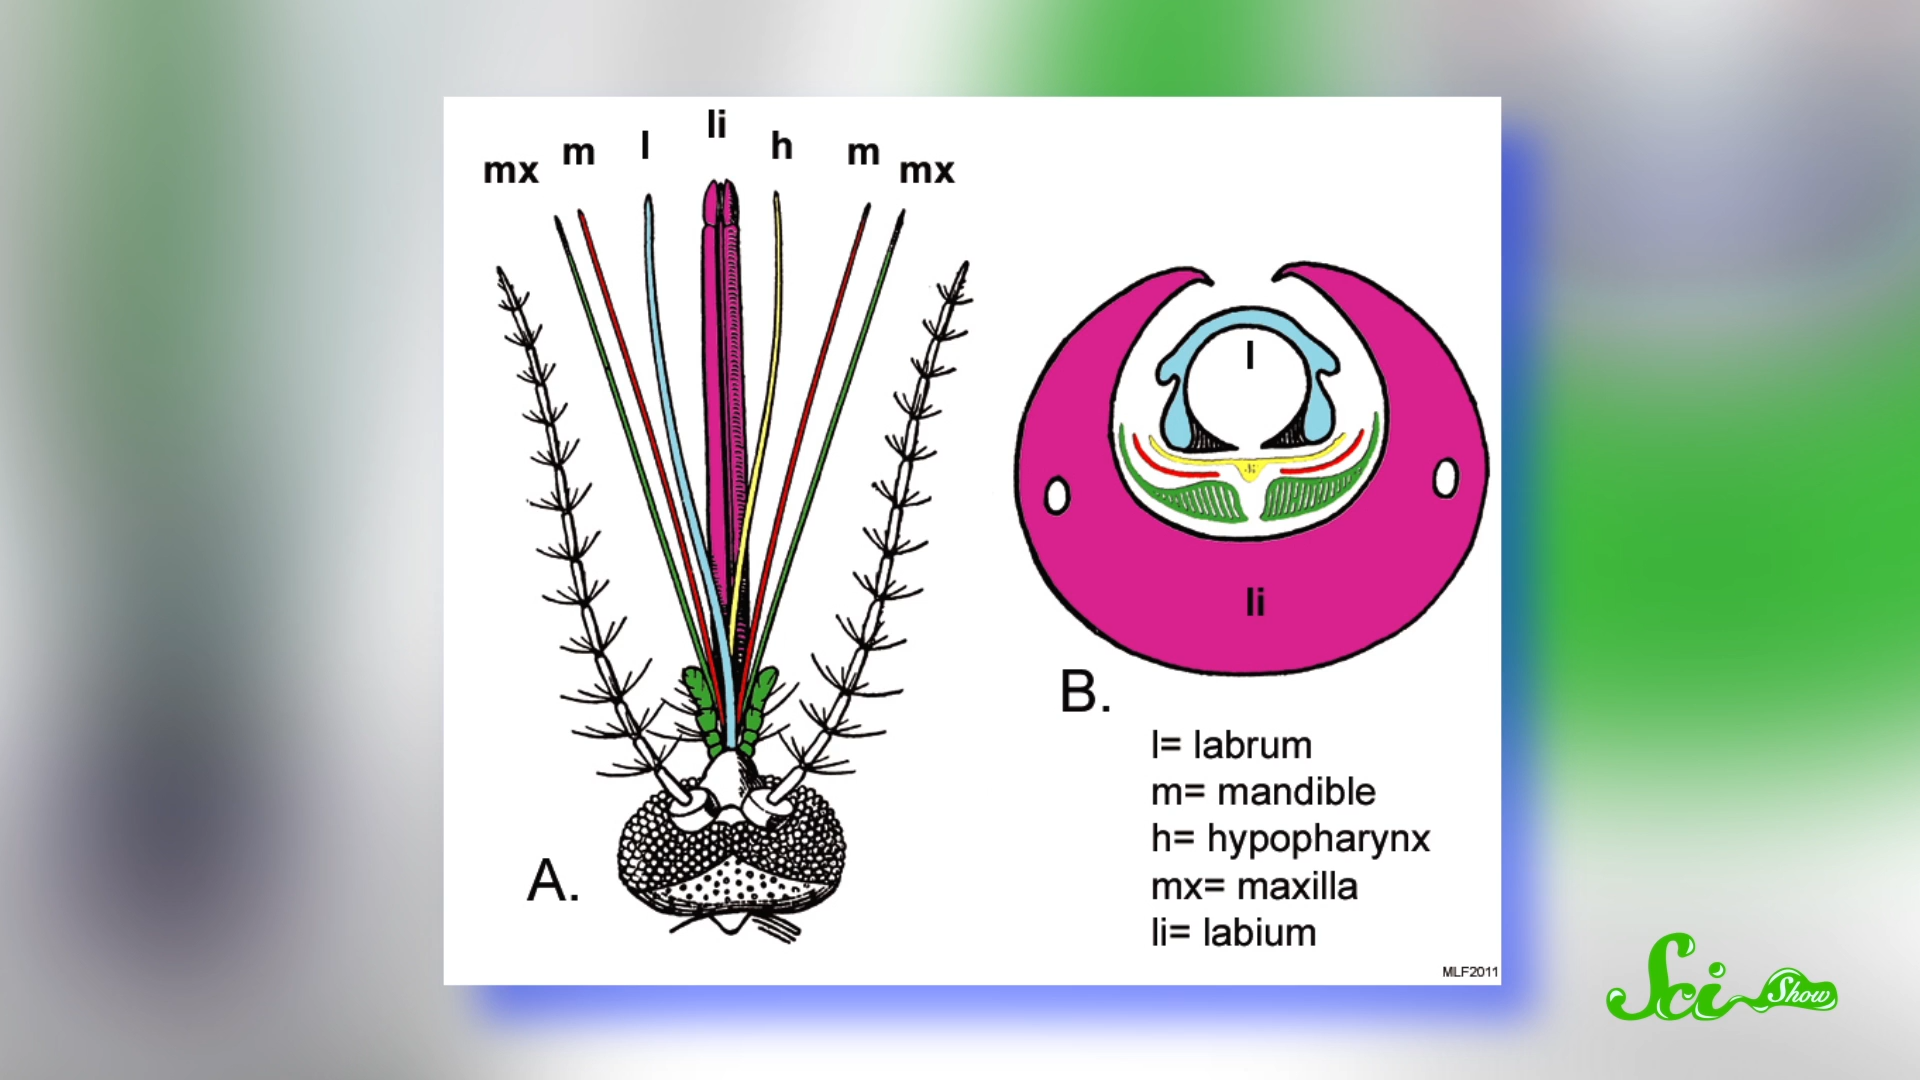 mx m l li h m mx
l
li
A.
B.
l= labrum
m= mandible
h= hypopharynx
mx= maxilla
li= labium
MLF2011
SciShow